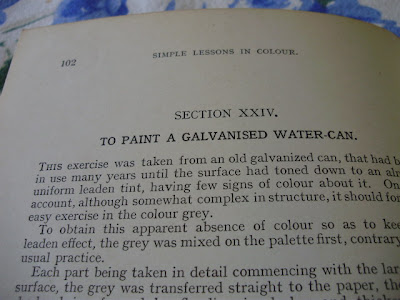 102
SIMPLE LESSONS IN COLOUR.
SECTION XXIV.
TO PAINT A GALVANISED WATER-CAN.
THIS exercise was taken from an old galvanized can, that had
in use many years until the surface had toned down to an
uniform leaden tint, having few signs of colour about it. On
account, although somewhat complex in structure, it should
easy exercise in the colour grey.
To obtain this apparent absence of colour so as to keep
leaden effect, the grey was mixed on the palette first, contrary
usual practice.
Each part being taken in detail commencing with the
surface, the grey was transferred straight to the paper, the